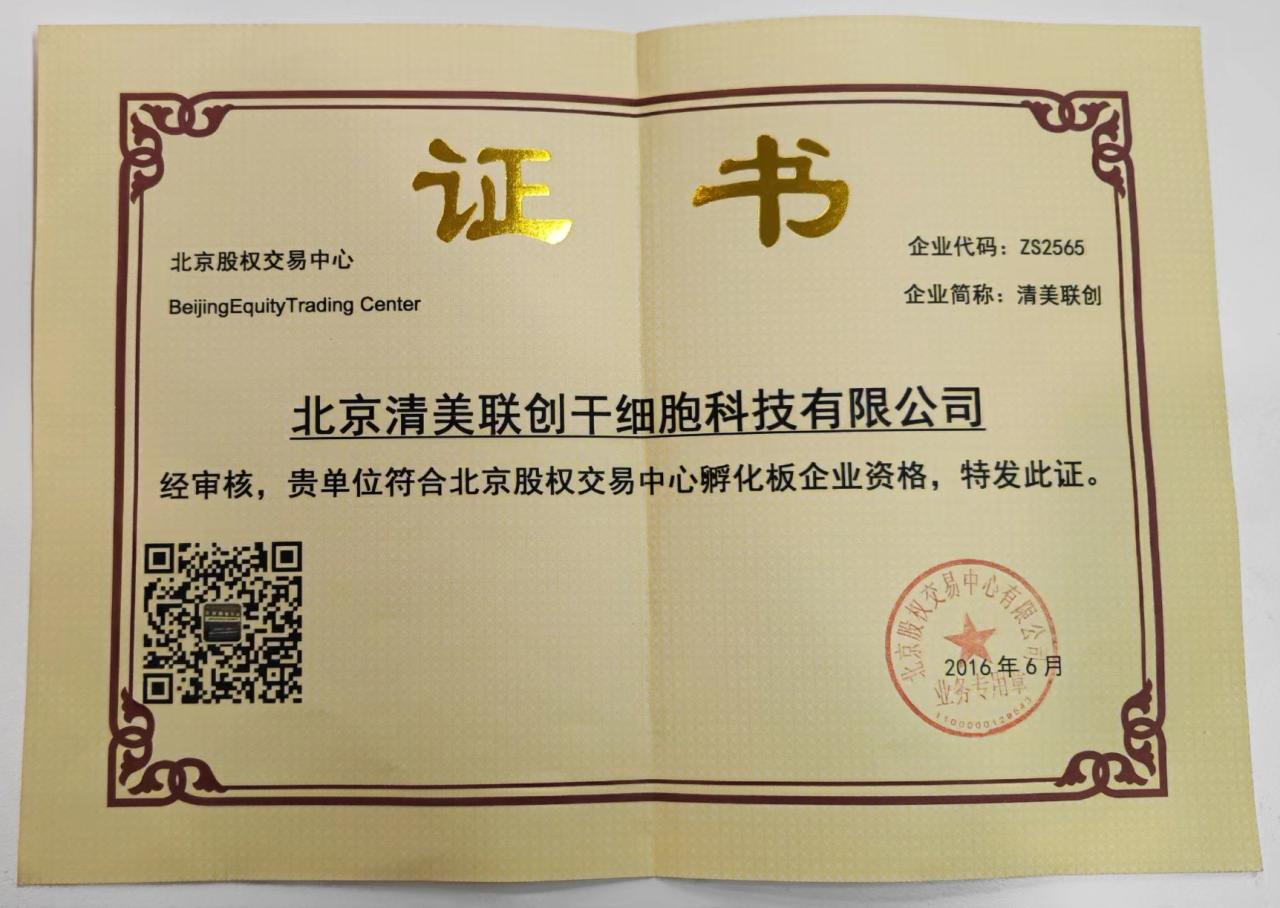 证 书
北京股权交易中心
BeijingEquityTrading Center
企业代码：ZS2565
企业简称：清美联创
北京清美联创干细胞科技有限公司
经审核，贵单位符合北京股权交易中心孵化板企业资格，特发此证。
北京股权交易中心有限公司
2016 年 6 月
业务专用章